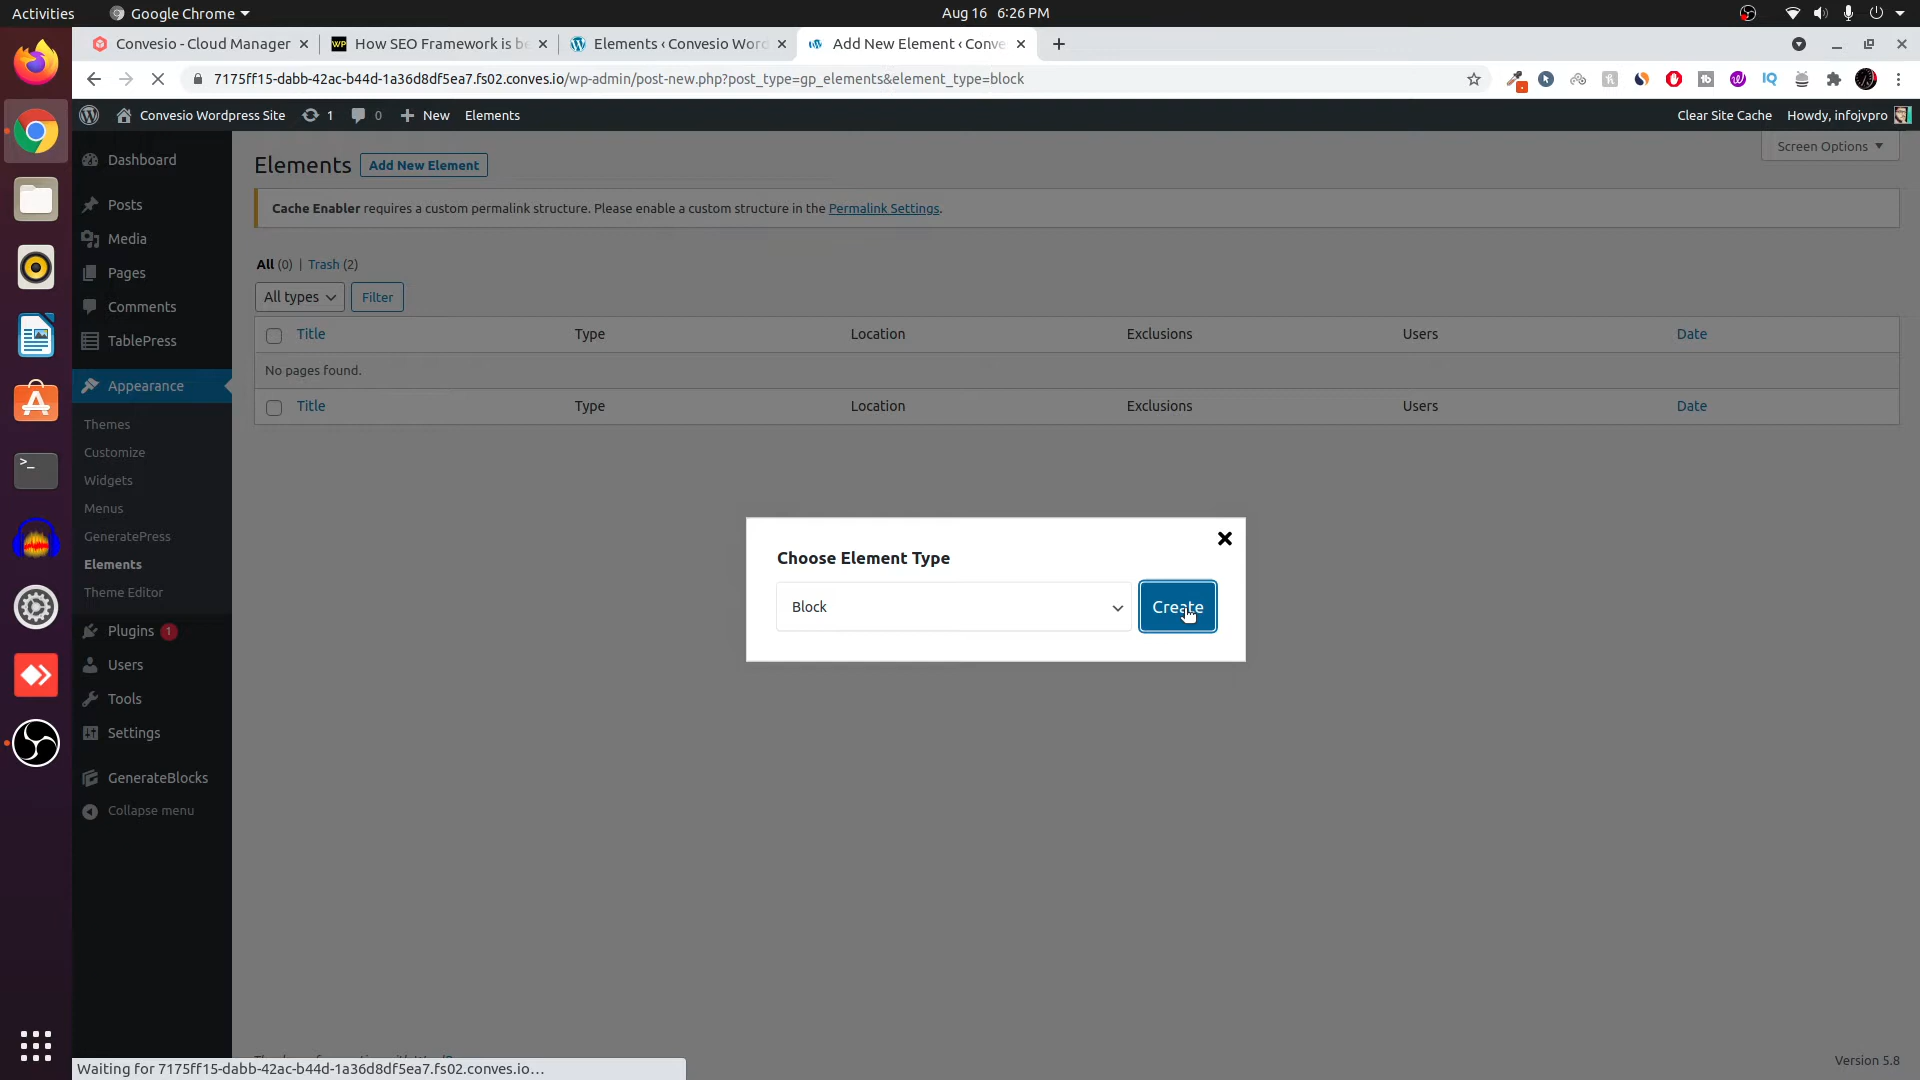 Activities
Google Chrome
Aug 16 6:26 PM
Convesio - Cloud Manager
How SEO Framework is be
Elements ‹ Convesio Word
Add New Element ‹ Conve
7175ff15-dabb-42ac-b44d-1a36d8df5ea7.fs02.conves.io/wp-admin/post-new.php?post_type=gp_elements&element_type=block
Convesio Wordpress Site
1
0
New
Elements
Clear Site Cache
Howdy, infojvpro
Screen Options
Dashboard
Posts
Media
Pages
Comments
TablePress
Appearance
Themes
Customize
Widgets
Menus
GeneratePress
Elements
Theme Editor
Plugins 1
Users
Tools
Settings
GenerateBlocks
Collapse menu
Elements
Add New Element
Cache Enabler requires a custom permalink structure. Please enable a custom structure in the Permalink Settings.
All (0) | Trash (2)
All types
Filter
Title Type Location Exclusions Users Date
No pages found.
Title Type Location Exclusions Users Date
Choose Element Type
Block
Create
Version 5.8
Waiting for 7175ff15-dabb-42ac-b44d-1a36d8df5ea7.fs02.conves.io…